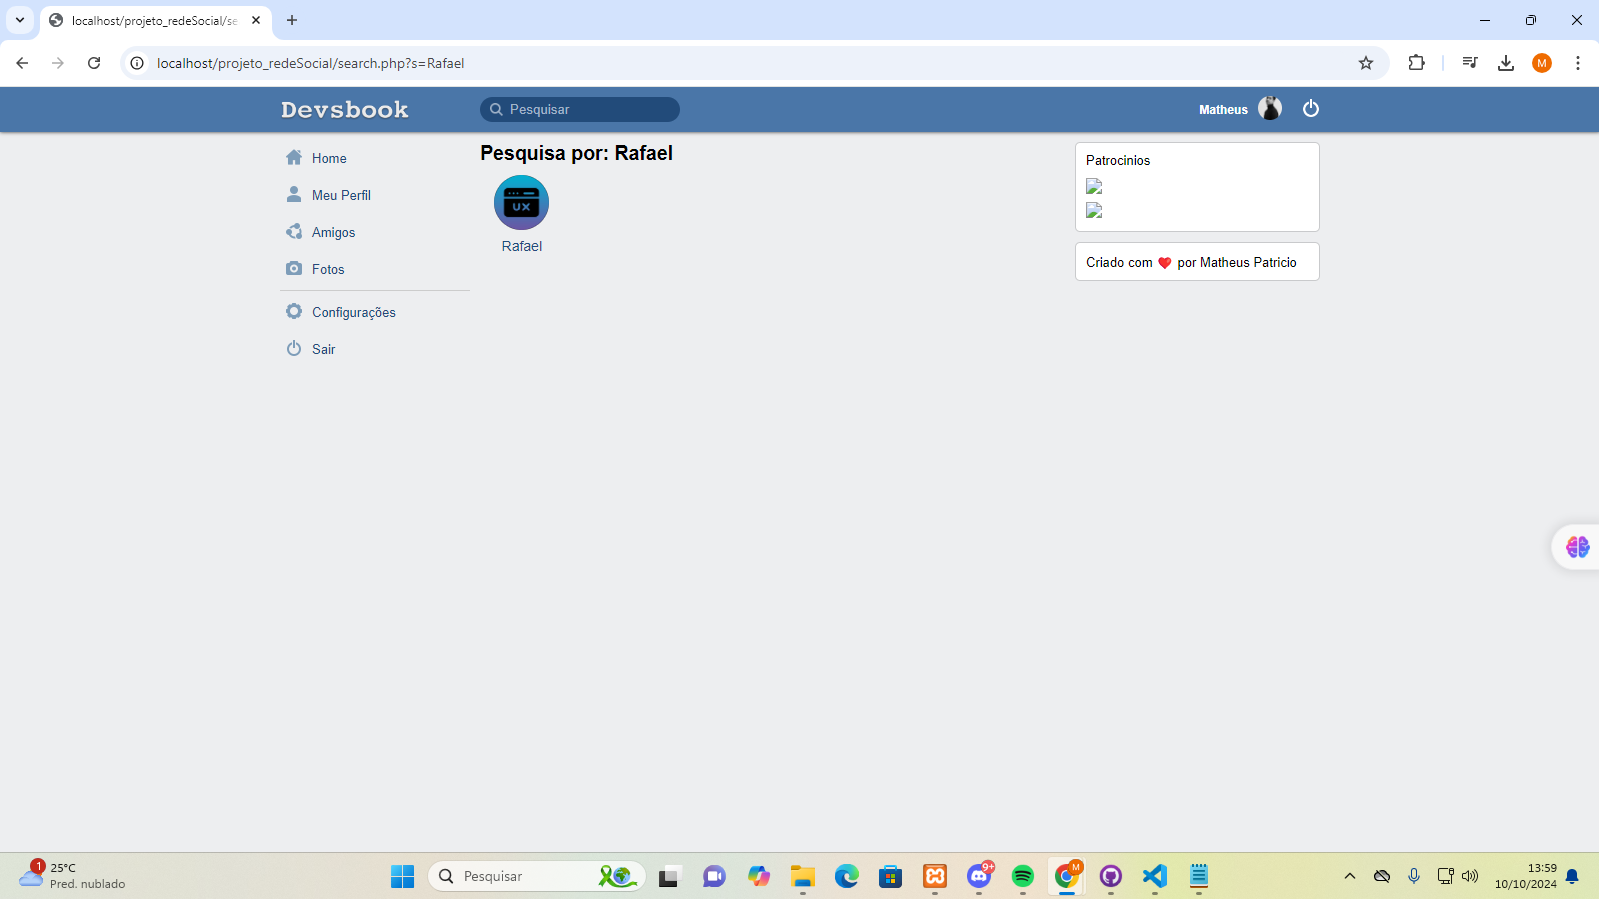 localhost/projeto_redeSocial/se
localhost/projeto_redeSocial/search.php?s=Rafael
M
Devsbook
Pesquisar
Matheus
Home
Meu Perfil
Amigos
Fotos
Configurações
Sair
Pesquisa por: Rafael
UX
Rafael
Patrocinios
Criado com ❤️ por Matheus Patricio
1
25°C
Pred. nublado
Pesquisar
9+
M
13:59
10/10/2024